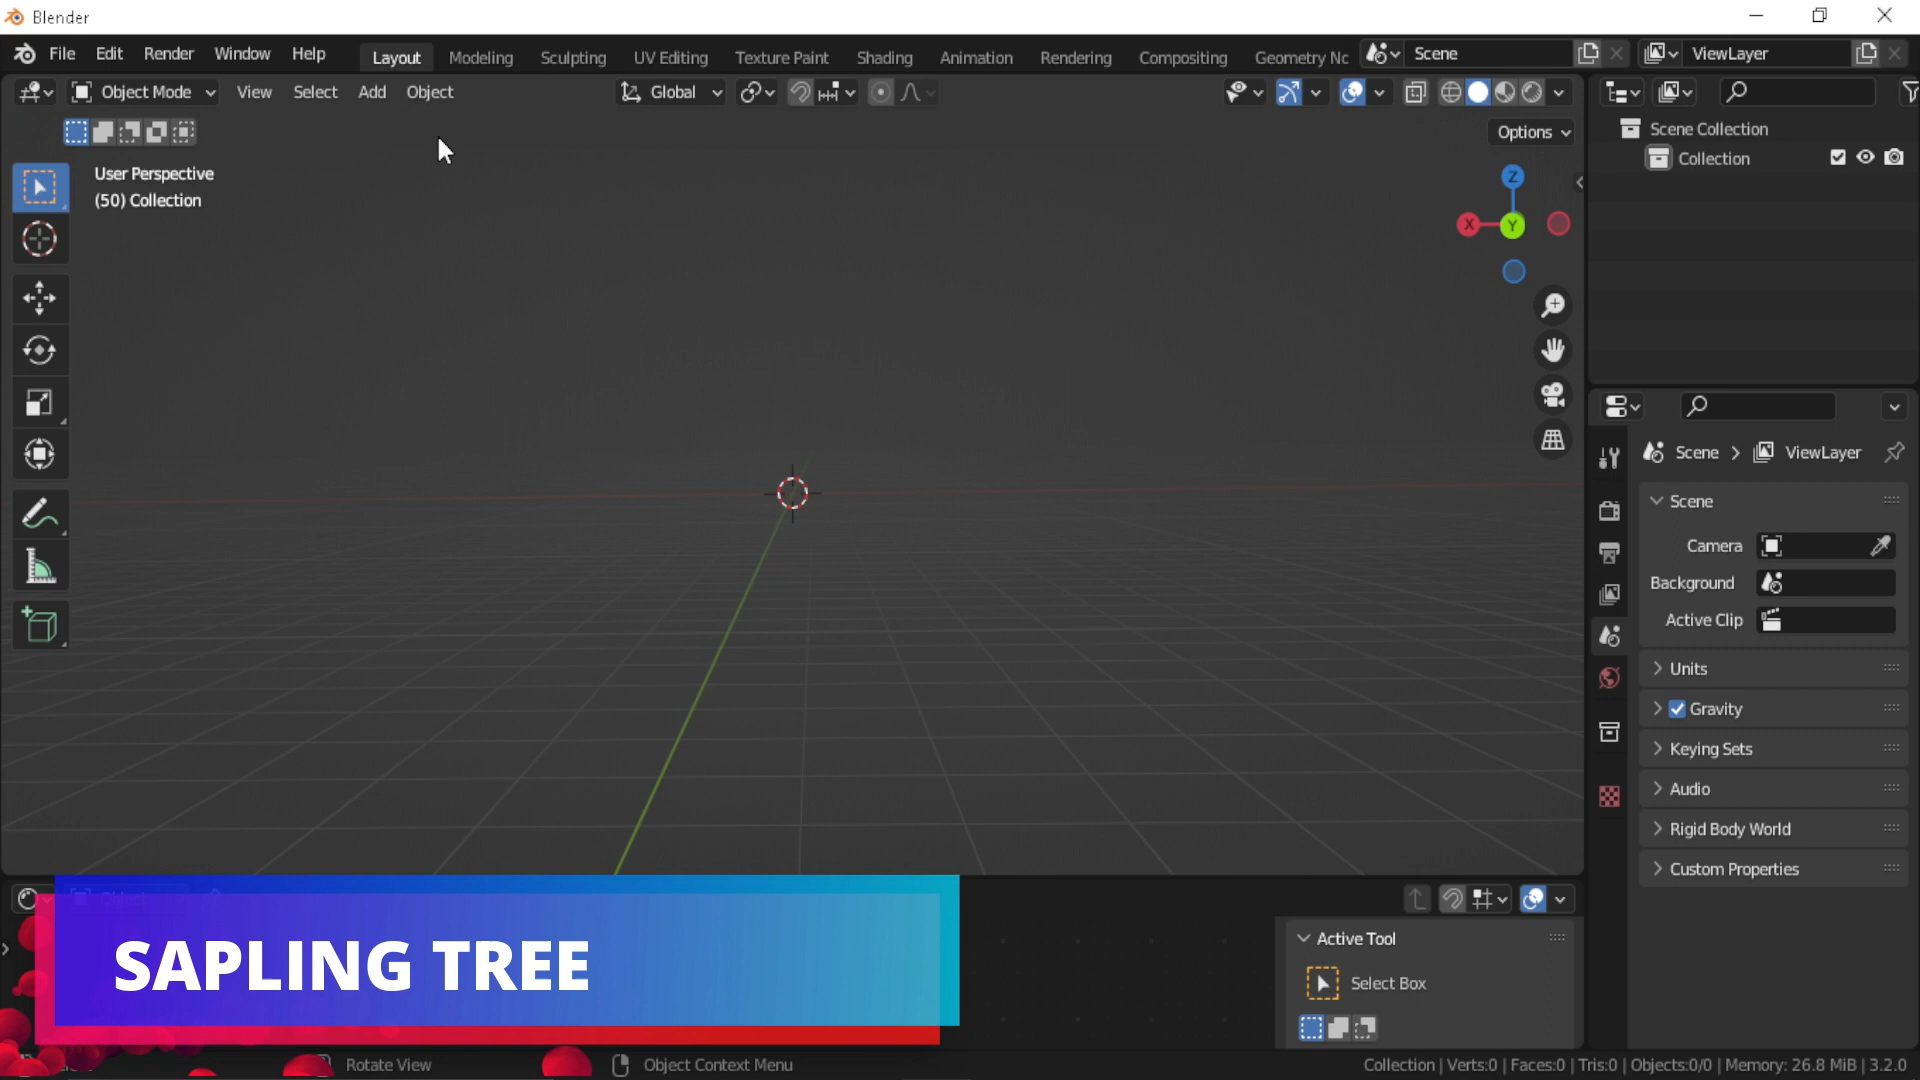 Blender
File Edit Render Window Help Layout Modeling Sculpting UV Editing Texture Paint Shading Animation Rendering Compositing Geometry Nc Scene ViewLayer
Object Mode View Select Add Object Global
Options
User Perspective
(50) Collection
Z
X Y
Scene Collection
Collection
Scene > ViewLayer
Scene
Camera
Background
Active Clip
Units
Gravity
Keying Sets
Audio
Rigid Body World
Custom Properties
Object
Active Tool
Select Box
SAPLING TREE
Rotate View Object Context Menu Collection | Verts:0 | Faces:0 | Tris:0 | Objects:0/0 | Memory: 26.8 MiB | 3.2.0